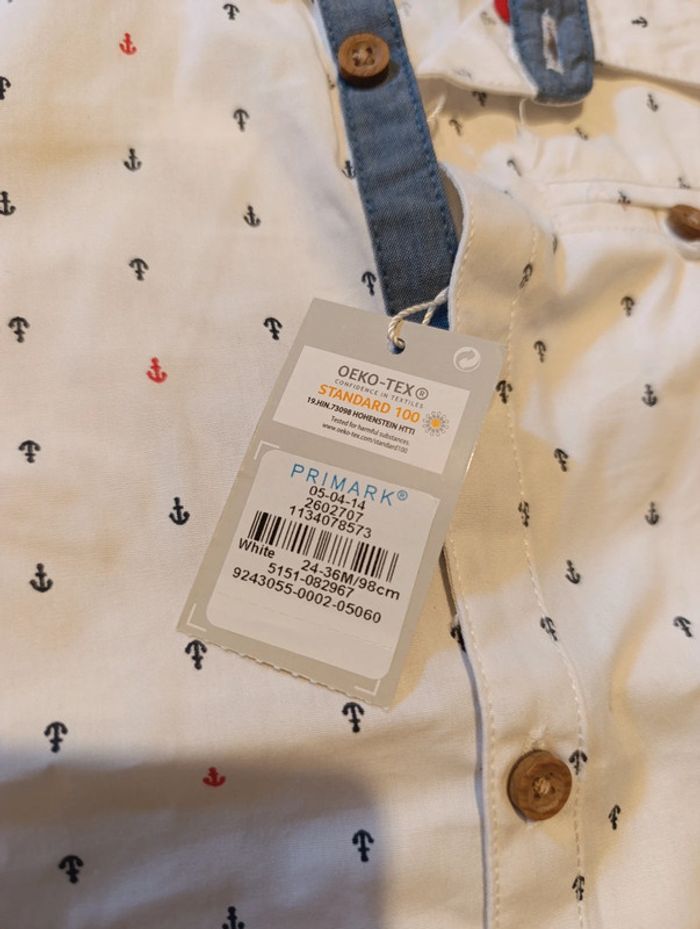 OEKO-TEX®
CONFIDENCE IN TEXTILES
STANDARD 100
19.HIN.73098 HOHENSTEIN HTTI
Tested for harmful substances.
www.oeko-tex.com/standard100
PRIMARK®
05-04-14
2602707
1134078573
White 24-36M/98cm
5151-082967
9243055-0002-05060